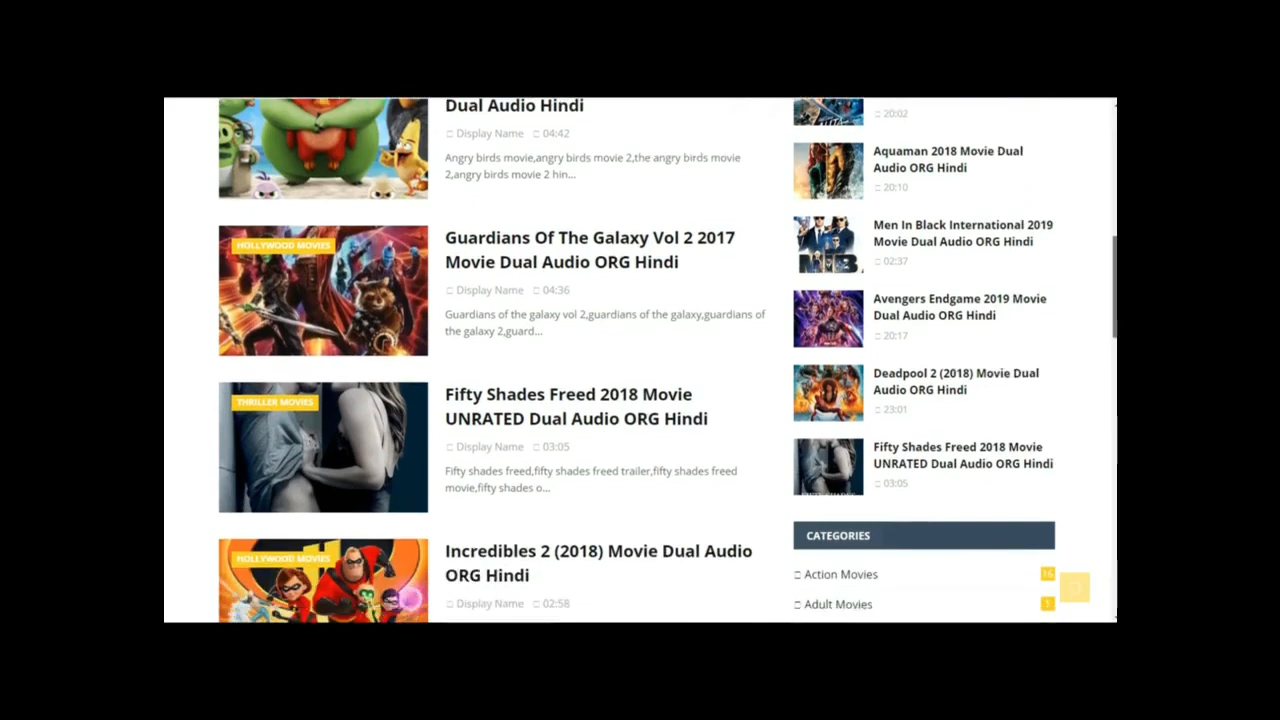 Dual Audio Hindi
Display Name 04:42
Angry birds movie,angry birds movie 2,the angry birds movie
2,angry birds movie 2 hin...
HOLLYWOOD MOVIES
Guardians Of The Galaxy Vol 2 2017
Movie Dual Audio ORG Hindi
Display Name 04:36
Guardians of the galaxy vol 2,guardians of the galaxy,guardians of
the galaxy 2,guard...
THRILLER MOVIES
Fifty Shades Freed 2018 Movie
UNRATED Dual Audio ORG Hindi
Display Name 03:05
Fifty shades freed,fifty shades freed trailer,fifty shades freed
movie,fifty shades o...
HOLLYWOOD MOVIES
Incredibles 2 (2018) Movie Dual Audio
ORG Hindi
Display Name 02:58
20:02
Aquaman 2018 Movie Dual
Audio ORG Hindi
20:10
Men In Black International 2019
Movie Dual Audio ORG Hindi
02:37
MIB
Avengers Endgame 2019 Movie
Dual Audio ORG Hindi
20:17
Deadpool 2 (2018) Movie Dual
Audio ORG Hindi
23:01
Fifty Shades Freed 2018 Movie
UNRATED Dual Audio ORG Hindi
03:05
CATEGORIES
Action Movies 16
Adult Movies 1